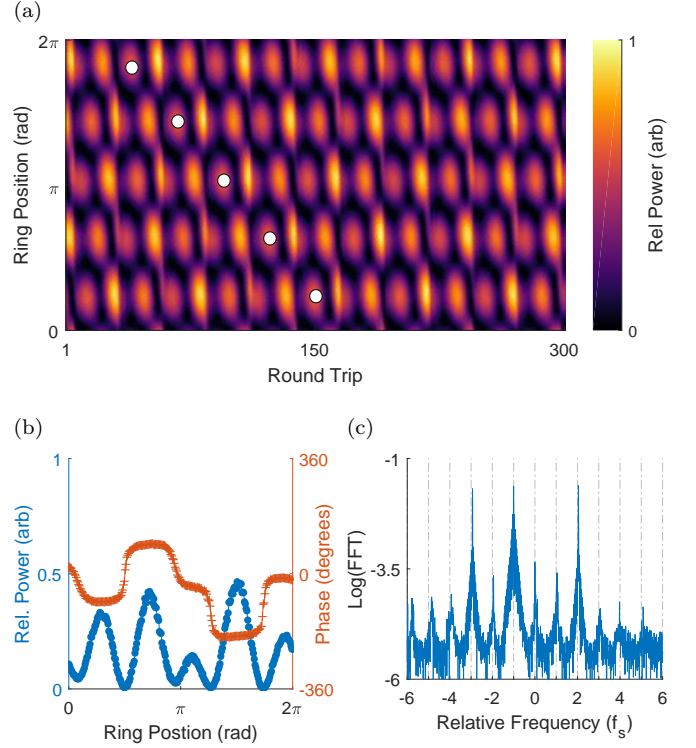 (a)
2π
π
0
Ring Position (rad)
1
150
300
Round Trip
1
0
Rel Power (arb)
(b)
1
0.5
0
Rel. Power (arb)
360
0
-360
Phase (degrees)
0
π
2π
Ring Postion (rad)
(c)
-1
-3.5
-6
Log(FFT)
-6 -4 -2 0 2 4 6
Relative Frequency (f_s)